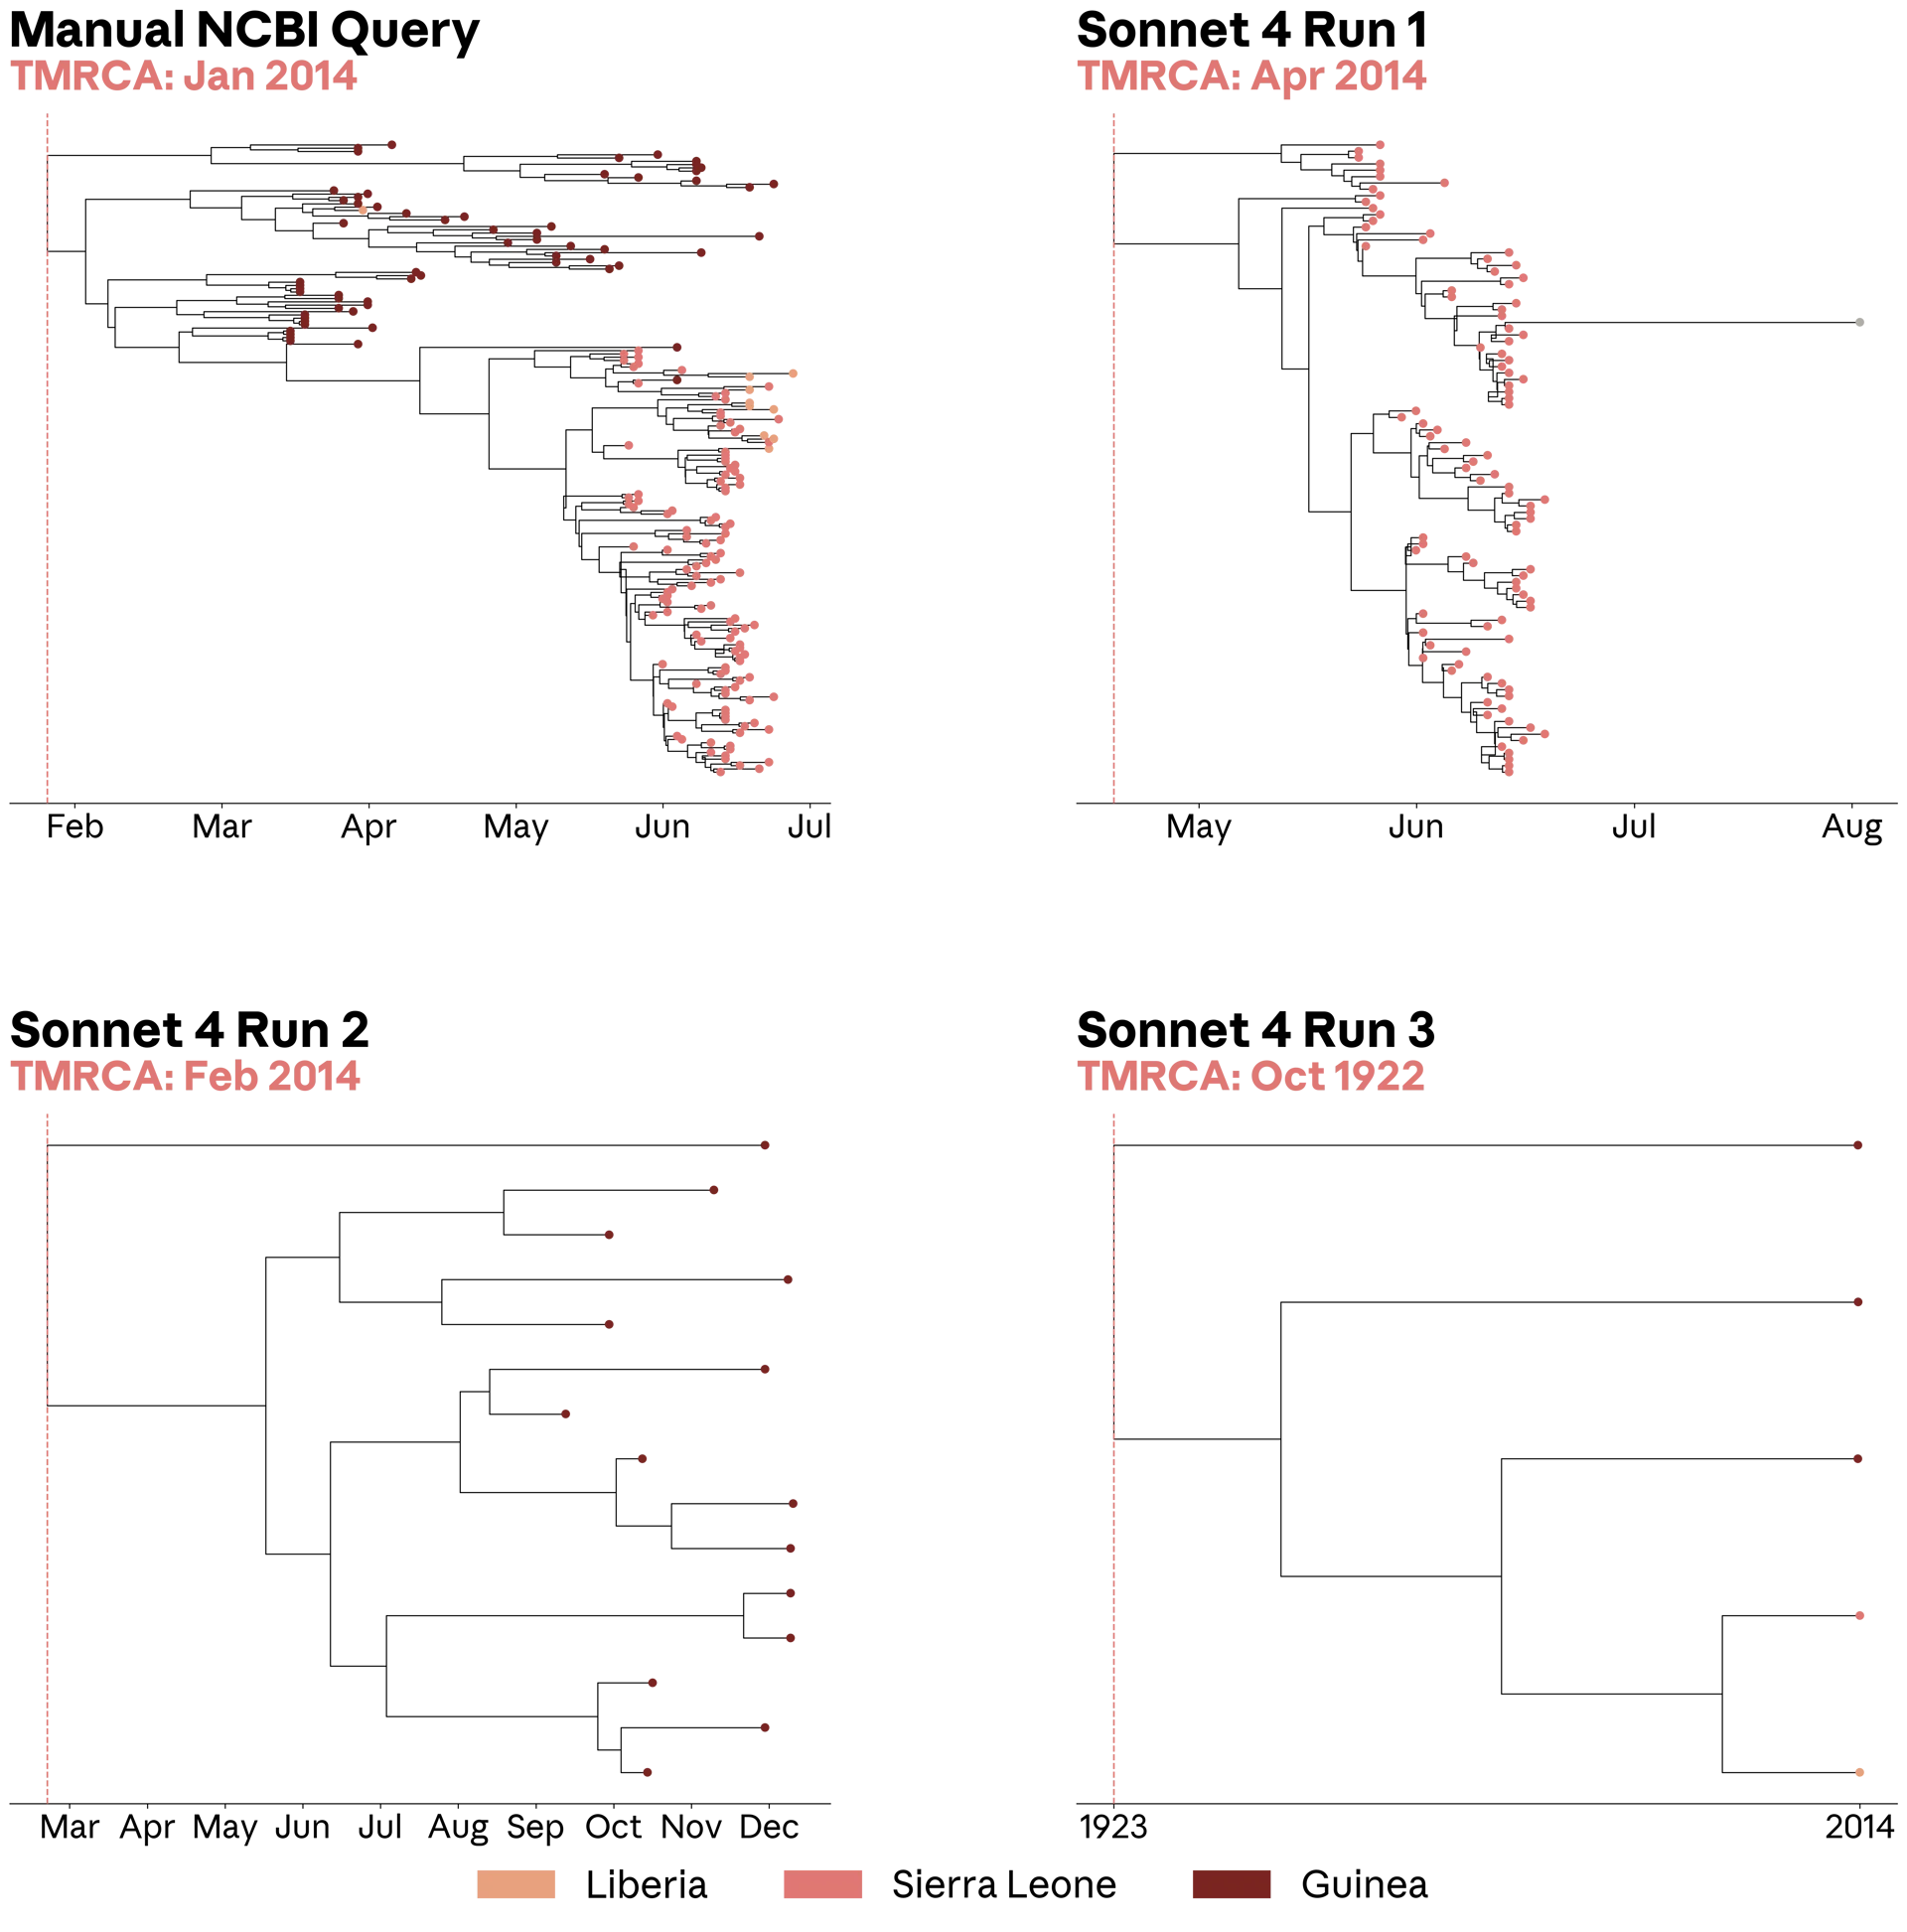 Manual NCBI Query
TMRCA: Jan 2014
Feb Mar Apr May Jun Jul
Sonnet 4 Run 1
TMRCA: Apr 2014
May Jun Jul Aug
Sonnet 4 Run 2
TMRCA: Feb 2014
Mar Apr May Jun Jul Aug Sep Oct Nov Dec
Sonnet 4 Run 3
TMRCA: Oct 1922
1923 2014
Liberia Sierra Leone Guinea